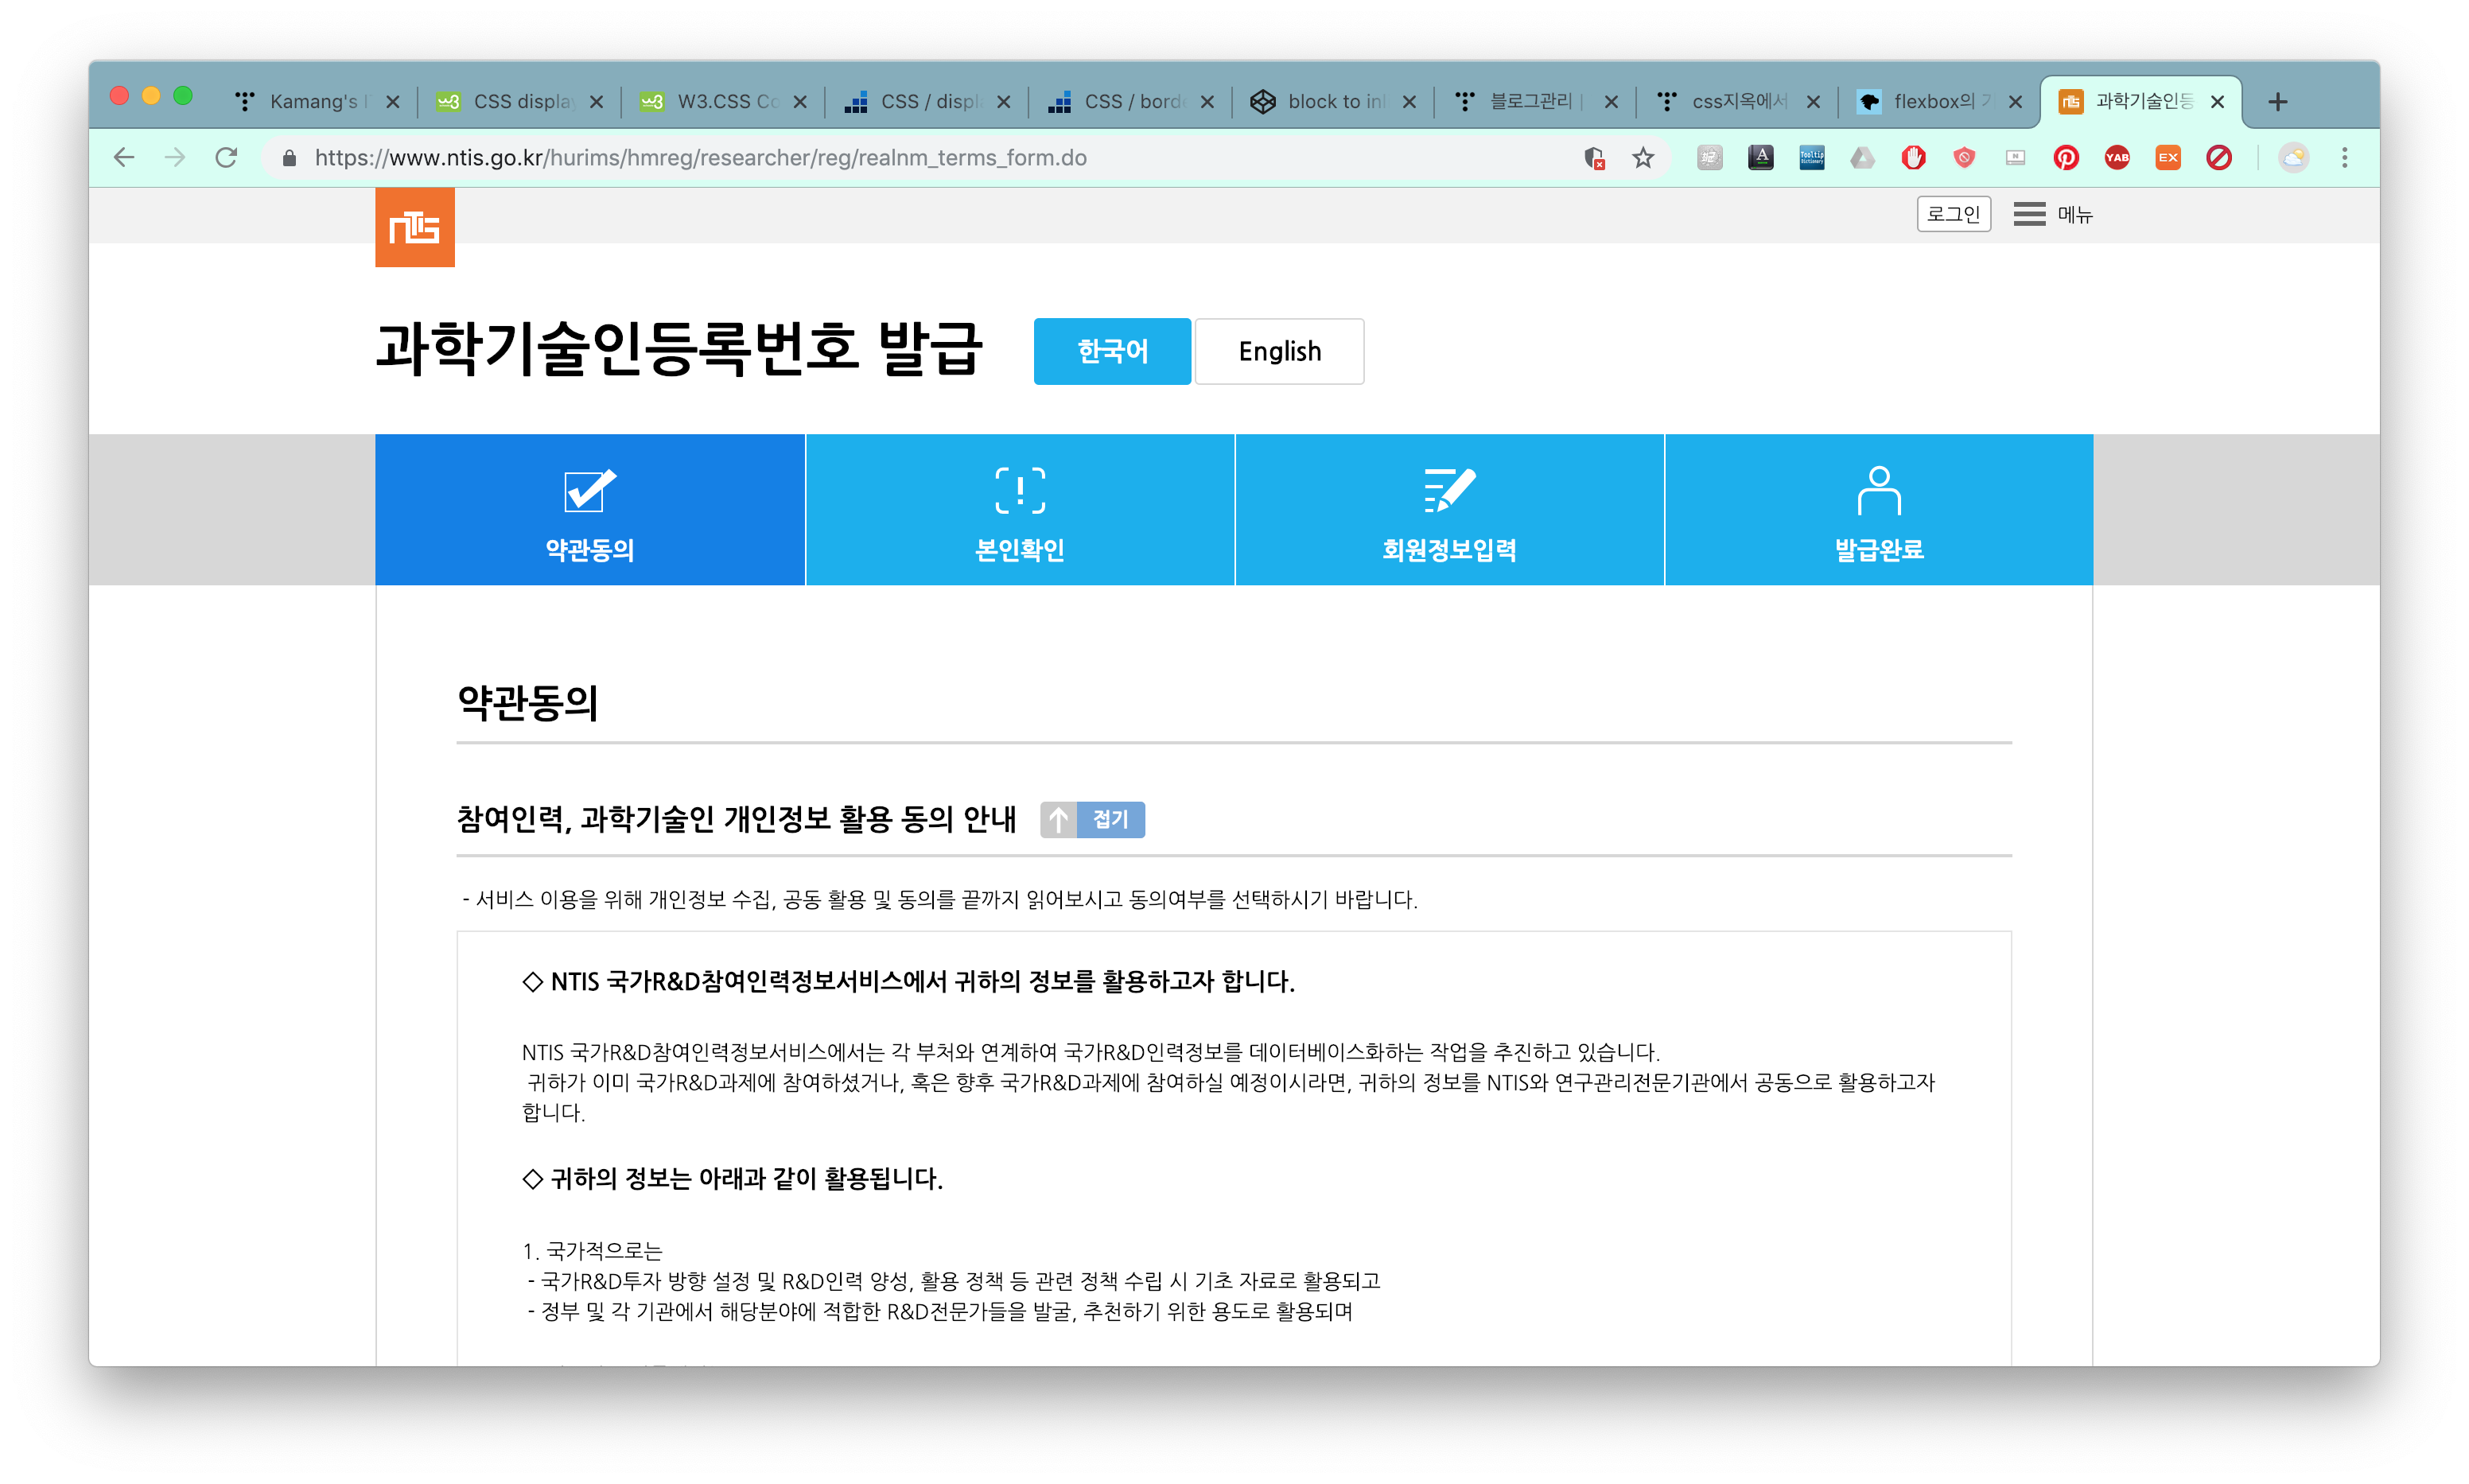 Kamang's
CSS display
W3.CSS
CSS / displ
CSS / bord
block to in
블로그관리
css지옥에서
flexbox의
과학기술인등
https://www.ntis.go.kr/hurims/hmreg/researcher/reg/realnm_terms_form.do
NTIS
로그인
메뉴
과학기술인등록번호 발급
한국어
English
약관동의
본인확인
회원정보입력
발급완료
약관동의
참여인력, 과학기술인 개인정보 활용 동의 안내
접기
- 서비스 이용을 위해 개인정보 수집, 공동 활용 및 동의를 끝까지 읽어보시고 동의여부를 선택하시기 바랍니다.
◇ NTIS 국가R&D참여인력정보서비스에서 귀하의 정보를 활용하고자 합니다.
NTIS 국가R&D참여인력정보서비스에서는 각 부처와 연계하여 국가R&D인력정보를 데이터베이스화하는 작업을 추진하고 있습니다.
귀하가 이미 국가R&D과제에 참여하셨거나, 혹은 향후 국가R&D과제에 참여하실 예정이시라면, 귀하의 정보를 NTIS와 연구관리전문기관에서 공동으로 활용하고자
합니다.
◇ 귀하의 정보는 아래과 같이 활용됩니다.
1. 국가적으로는
- 국가R&D투자 방향 설정 및 R&D인력 양성, 활용 정책 등 관련 정책 수립 시 기초 자료로 활용되고
- 정부 및 각 기관에서 해당분야에 적합한 R&D전문가들을 발굴, 추천하기 위한 용도로 활용되며